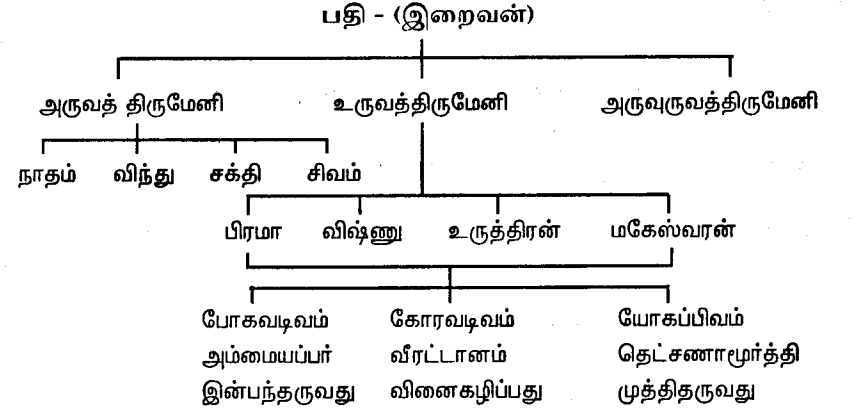 பதி - (இறைவன்)
அருவத் திருமேனி உருவத்திருமேனி அருவுருவத்திருமேனி
நாதம் விந்து சக்தி சிவம்
பிரமா விஷ்ணு உருத்திரன் மகேஸ்வரன்
போகவடிவம் கோரவடிவம் யோகப்பிவம்
அம்மையப்பர் வீரட்டானம் தெட்சணாமூர்த்தி
இன்பந்தருவது வினைகழிப்பது முத்திதருவது